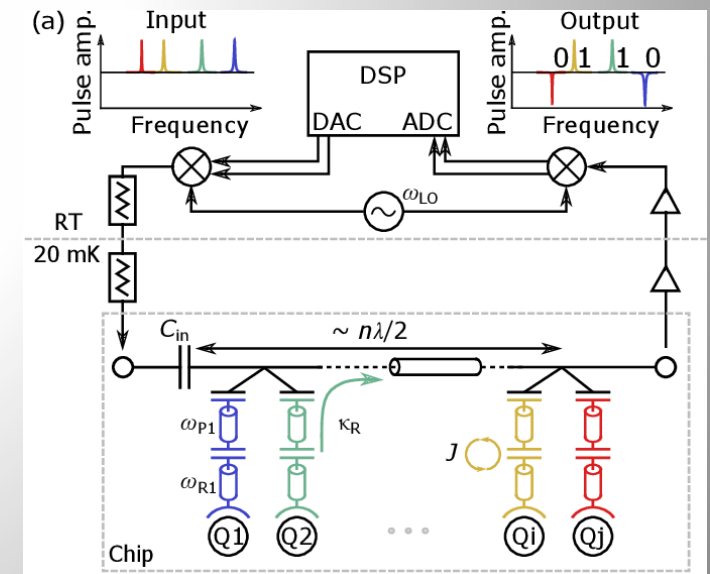 (a)
Input
Output
Pulse amp.
Frequency
DSP
DAC ADC
Pulse amp.
0 1 1 0
Frequency
ω_LO
RT
20 mK
C_in
~ nλ/2
ω_P1
κ_R
J
ω_R1
Q1 Q2 Qi Qj
Chip